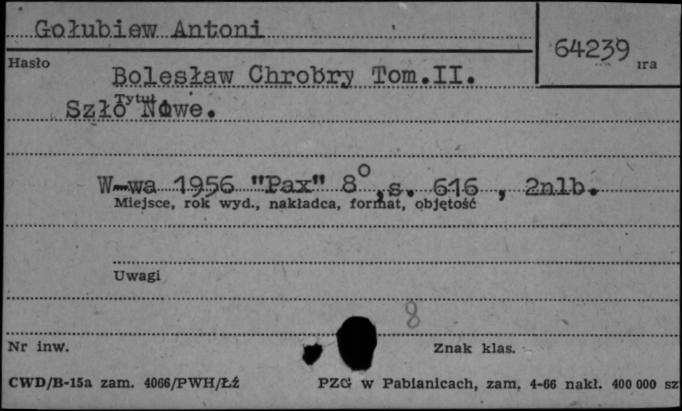 Gołubiew Antoni
64239
Hasło
ıra
Bolesław Chrobry Tom.II.
Tytuł
Szło Nowe.
W-wa 1956 "Pax" 8°, s. 616 , 2nlb.
Miejsce, rok wyd., nakładca, format, objętość
Uwagi
8
Nr inw.
Znak klas.
CWD/B-15a zam. 4066/PWH/Łź
PZG w Pabianicach, zam. 4-66 nakł. 400 000 sz